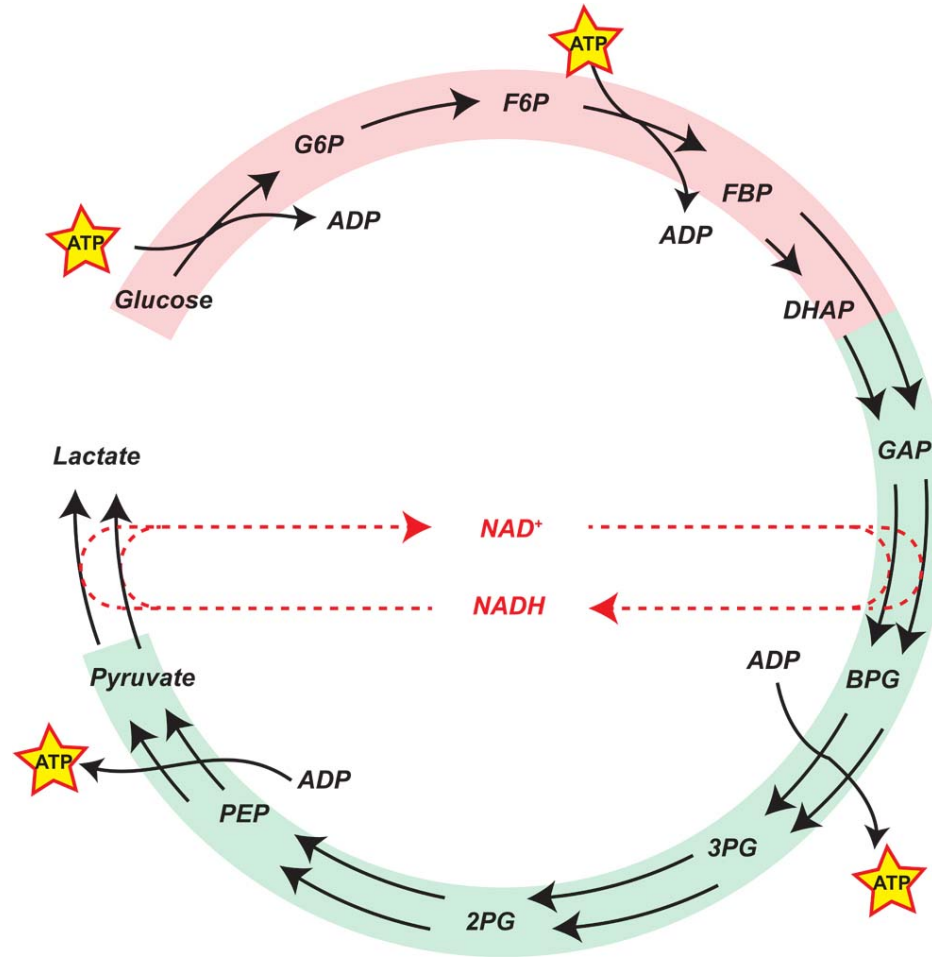 ATP
F6P
G6P
FBP
ADP
ADP
ATP
Glucose
DHAP
GAP
Lactate
NAD⁺
NADH
ADP
BPG
Pyruvate
ATP
ADP
PEP
3PG
ATP
2PG